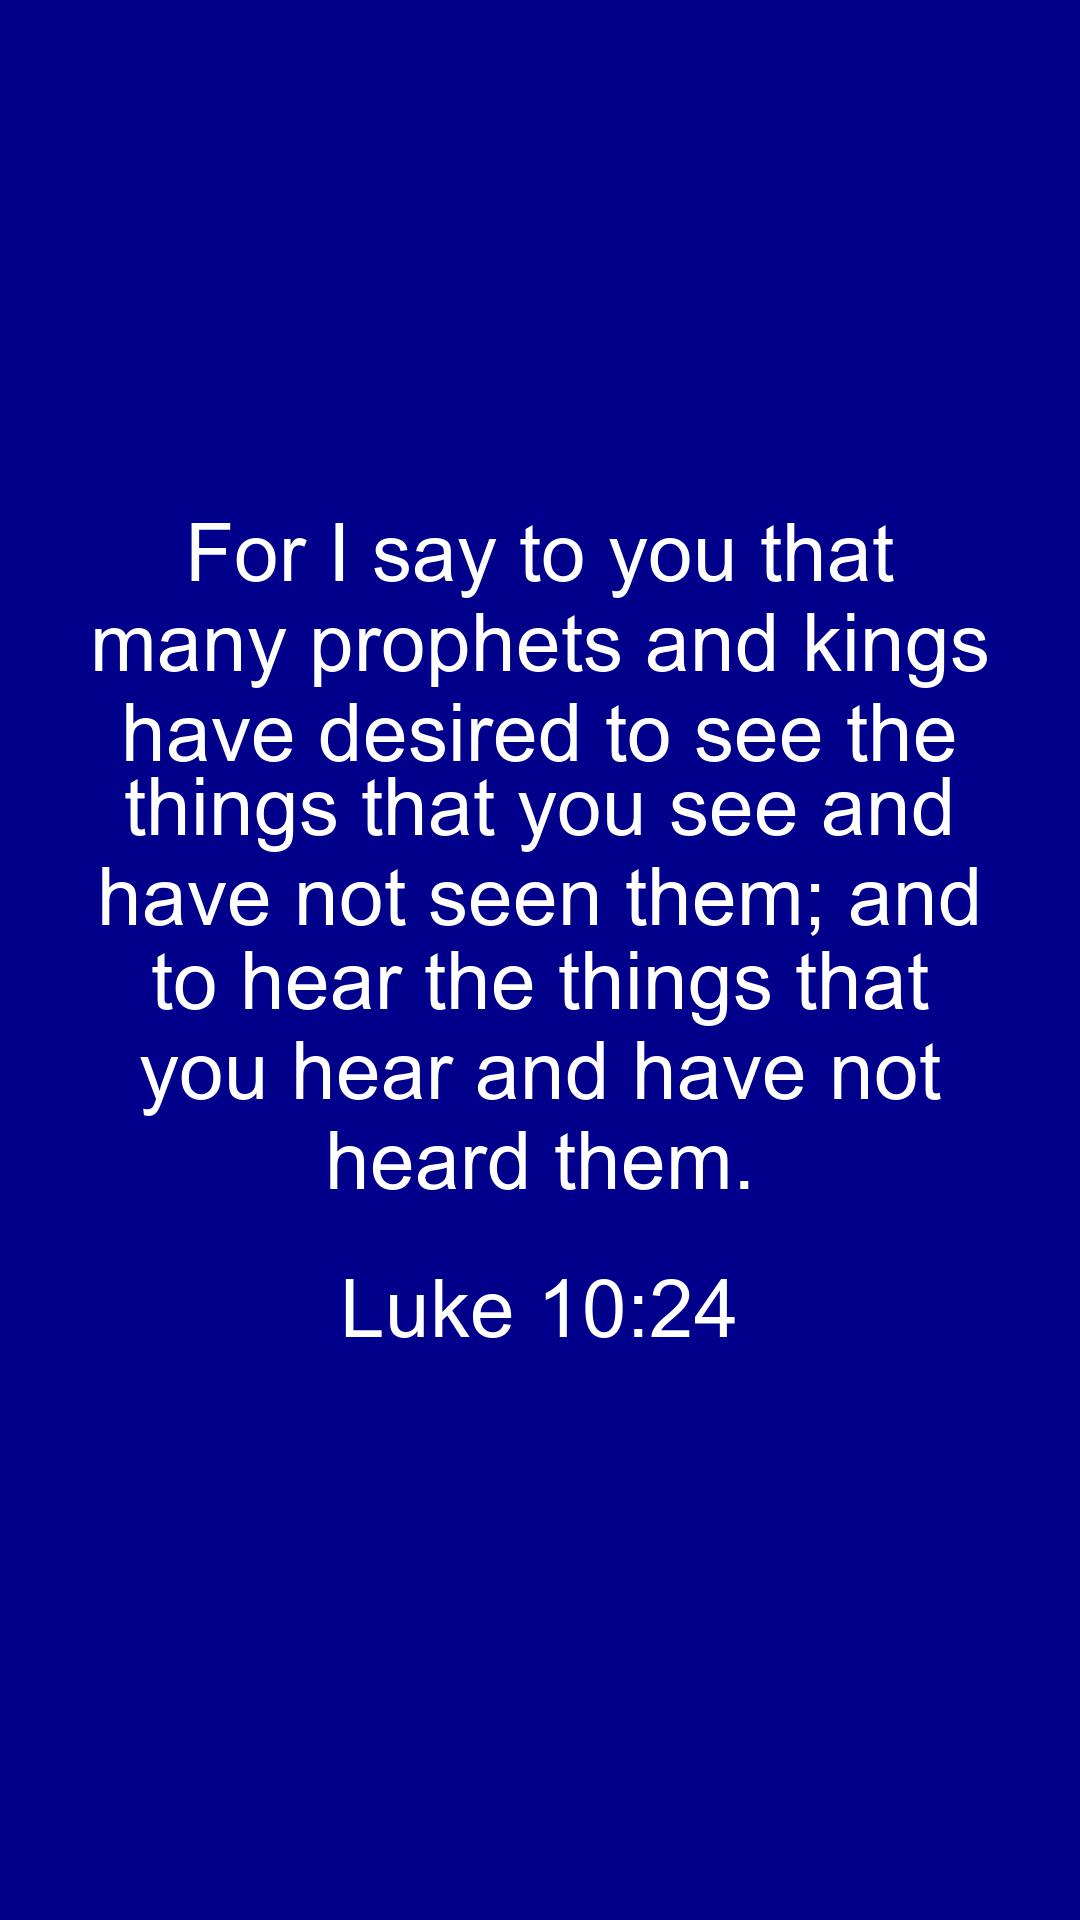 For I say to you that
many prophets and kings
have desired to see the
things that you see and
have not seen them; and
to hear the things that
you hear and have not
heard them.
Luke 10:24